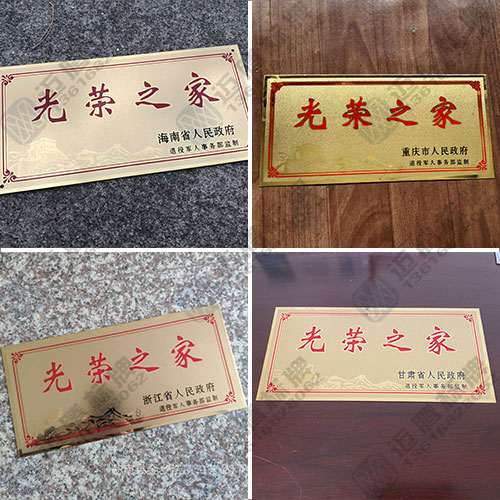 光荣之家
海南省人民政府
退役军人事务部监制
光荣之家
重庆市人民政府
退役军人事务部监制
光荣之家
浙江省人民政府
退役军人事务部监制
光荣之家
甘肃省人民政府
退役军人事务部监制